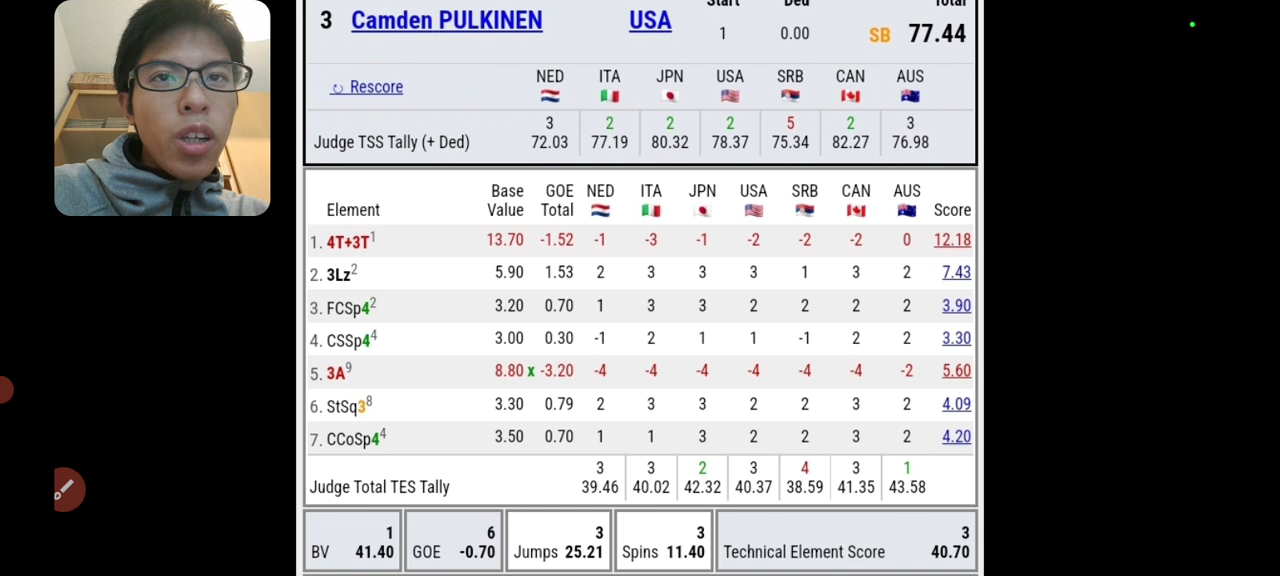 Start Ded Total
3 Camden PULKINEN USA 1 0.00 SB 77.44
NED ITA JPN USA SRB CAN AUS
Rescore
3 2 2 2 5 2 3
Judge TSS Tally (+ Ded) 72.03 77.19 80.32 78.37 75.34 82.27 76.98
Base GOE NED ITA JPN USA SRB CAN AUS
Element Value Total Score
1. 4T+3T1 13.70 -1.52 -1 -3 -1 -2 -2 -2 0 12.18
2. 3Lz2 5.90 1.53 2 3 3 3 1 3 2 7.43
3. FCSp42 3.20 0.70 1 3 3 2 2 2 2 3.90
4. CSSp44 3.00 0.30 -1 2 1 1 -1 2 2 3.30
5. 3A9 8.80 x -3.20 -4 -4 -4 -4 -4 -4 -2 5.60
6. StSq38 3.30 0.79 2 3 3 2 2 3 2 4.09
7. CCoSp44 3.50 0.70 1 1 3 2 2 3 2 4.20
3 3 2 3 4 3 1
Judge Total TES Tally 39.46 40.02 42.32 40.37 38.59 41.35 43.58
1 6 3 3 3
BV 41.40 GOE -0.70 Jumps 25.21 Spins 11.40 Technical Element Score 40.70